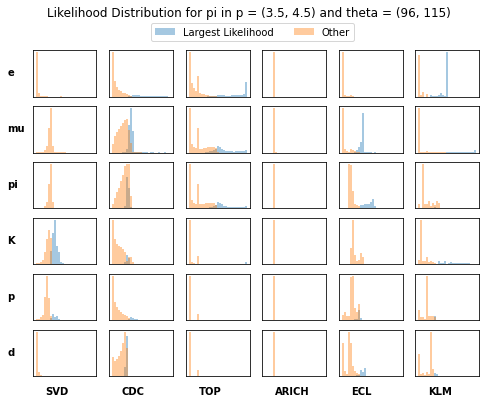 Likelihood Distribution for pi in p = (3.5, 4.5) and theta = (96, 115)
Largest Likelihood Other
e
mu
pi
K
p
d
SVD CDC TOP ARICH ECL KLM